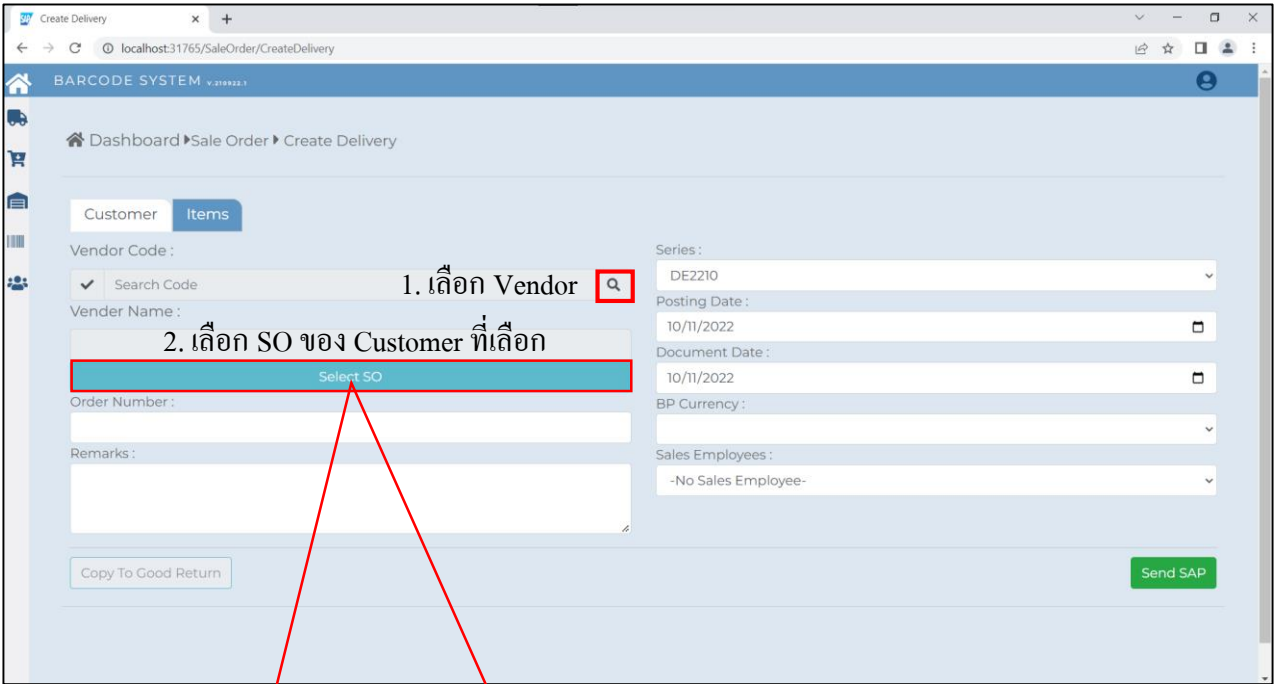 Create Delivery
localhost:31765/SaleOrder/CreateDelivery
BARCODE SYSTEM V.210922.1
Dashboard Sale Order Create Delivery
Customer Items
Vendor Code :
Search Code
1. เลือก Vendor
Vender Name :
2. เลือก SO ของ Customer ที่เลือก
Select SO
Order Number :
Remarks :
Series :
DE2210
Posting Date :
10/11/2022
Document Date :
10/11/2022
BP Currency :
Sales Employees :
-No Sales Employee-
Copy To Good Return
Send SAP